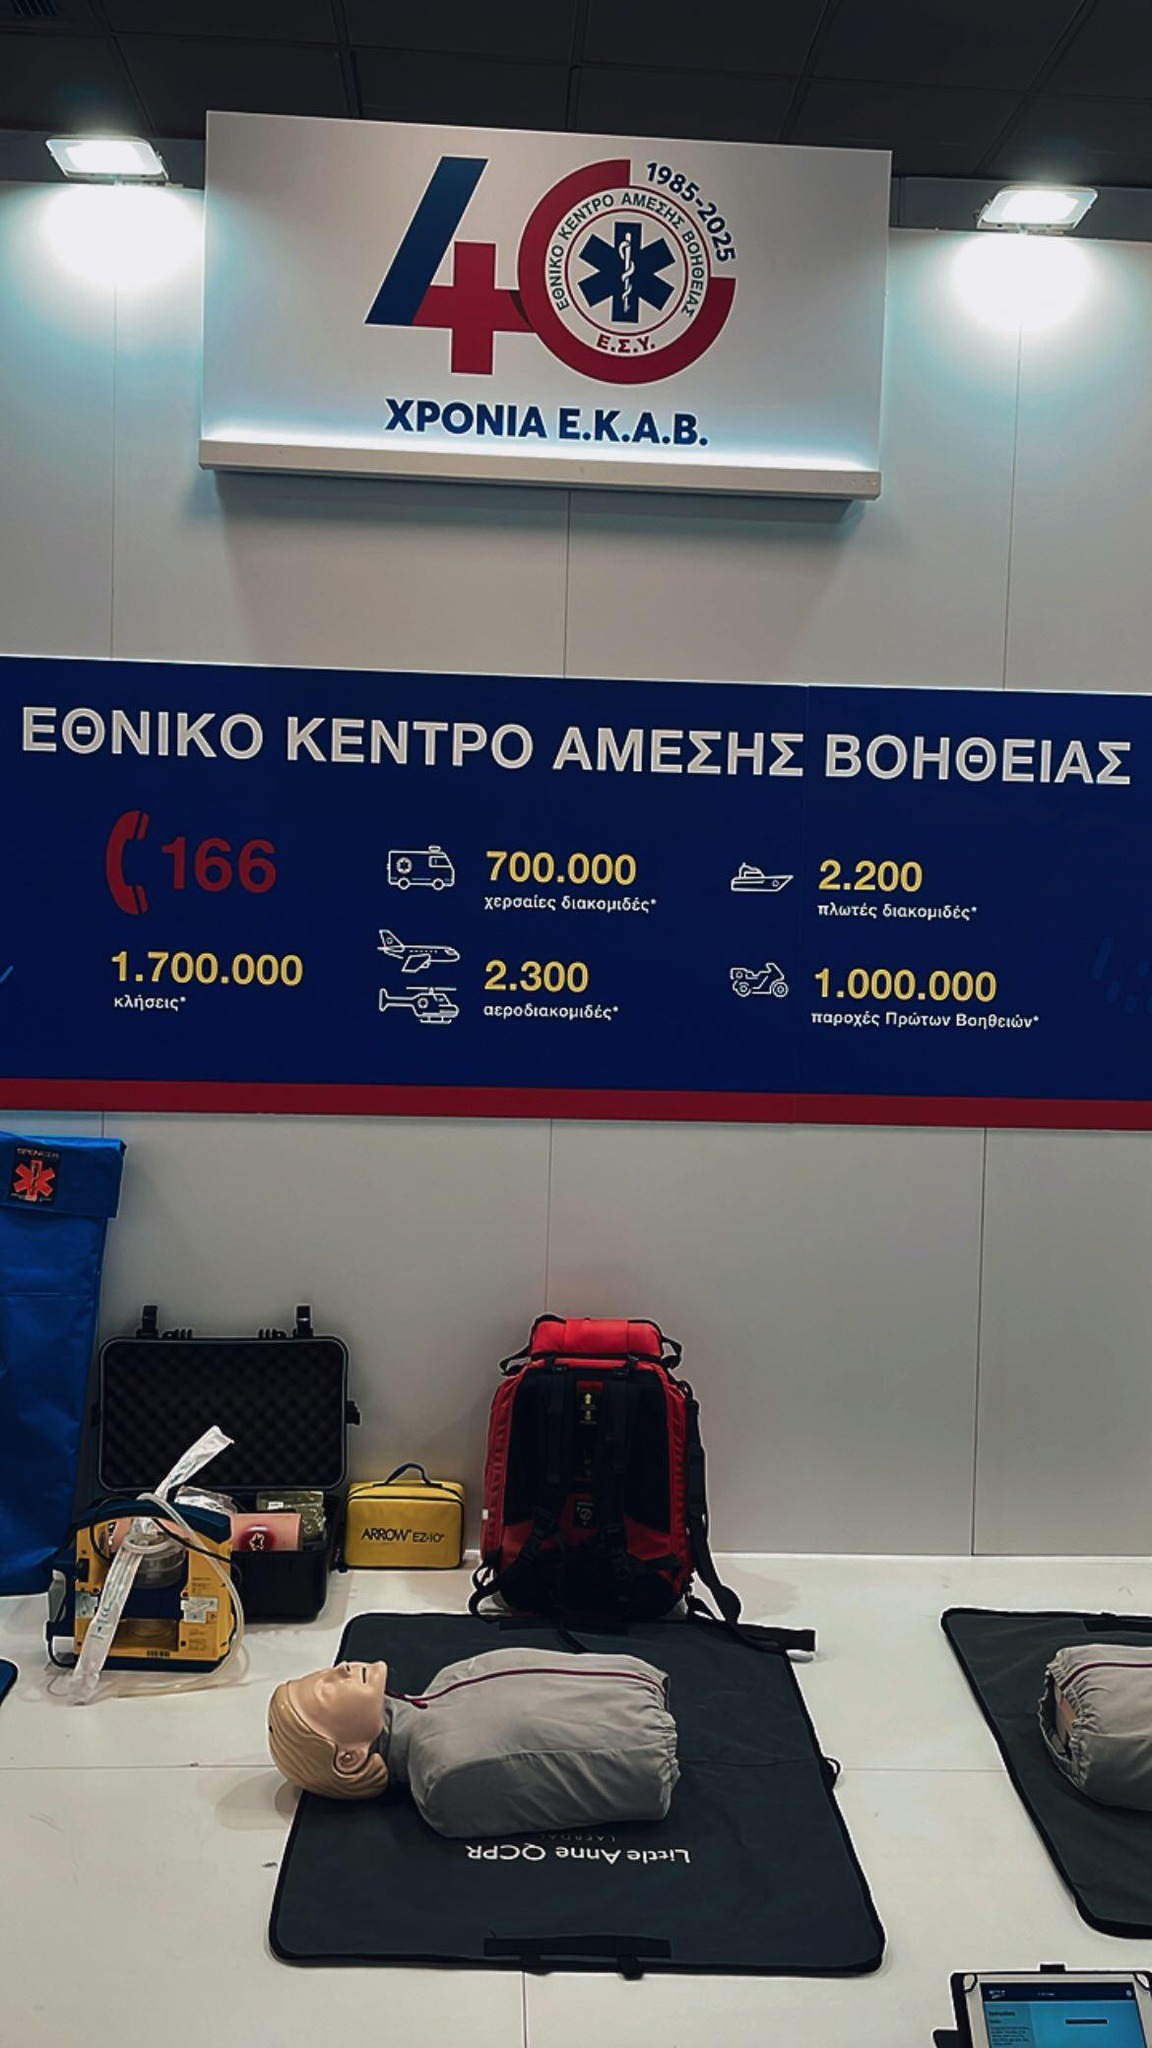 40
1985-2025
ΕΘΝΙΚΟ ΚΕΝΤΡΟ ΑΜΕΣΗΣ ΒΟΗΘΕΙΑΣ
Ε.Σ.Υ.
ΧΡΟΝΙΑ Ε.Κ.Α.Β.
ΕΘΝΙΚΟ ΚΕΝΤΡΟ ΑΜΕΣΗΣ ΒΟΗΘΕΙΑΣ
166
1.700.000
κλήσεις*
700.000
χερσαίες διακομιδές*
2.300
αεροδιακομιδές*
2.200
πλωτές διακομιδές*
1.000.000
παροχές Πρώτων Βοηθειών*
ARROW EZ-IO
Little Anne QCPR
LAERDAL